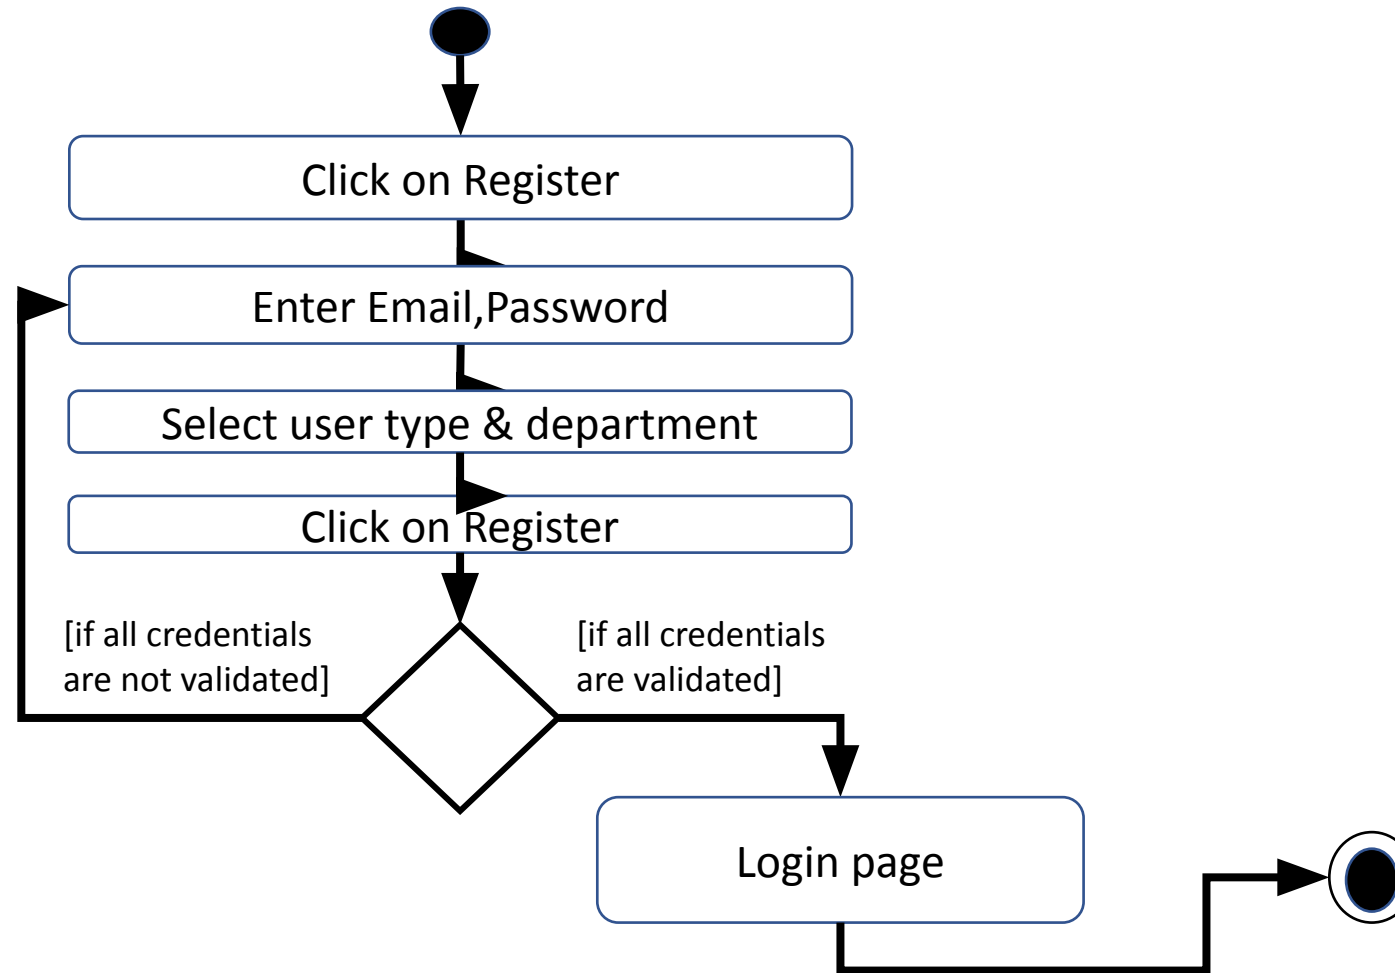 Click on Register
Enter Email,Password
Select user type & department
Click on Register
[if all credentials
are not validated]
[if all credentials
are validated]
Login page